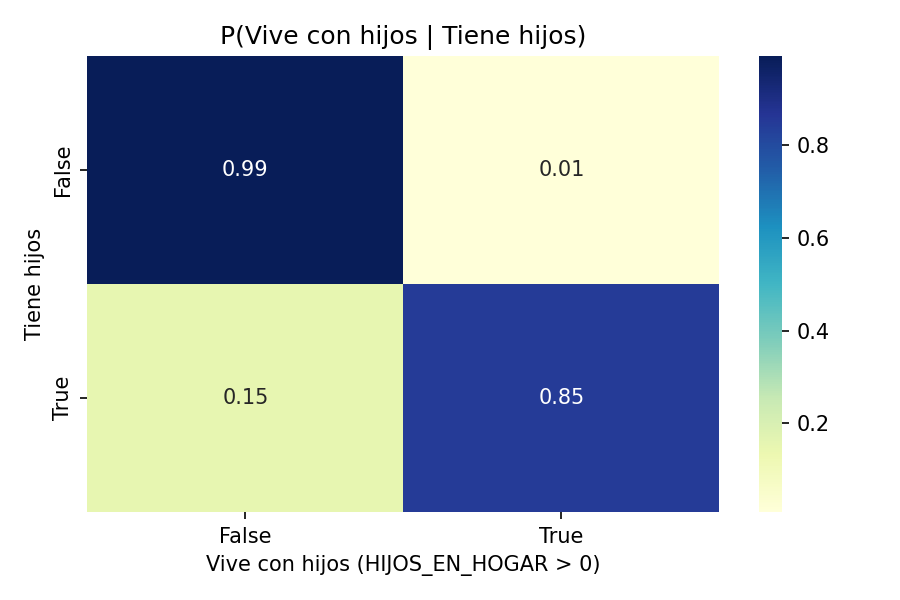 P(Vive con hijos | Tiene hijos)
Tiene hijos
False
0.99
0.01
True
0.15
0.85
False
True
Vive con hijos (HIJOS_EN_HOGAR > 0)
0.8
0.6
0.4
0.2